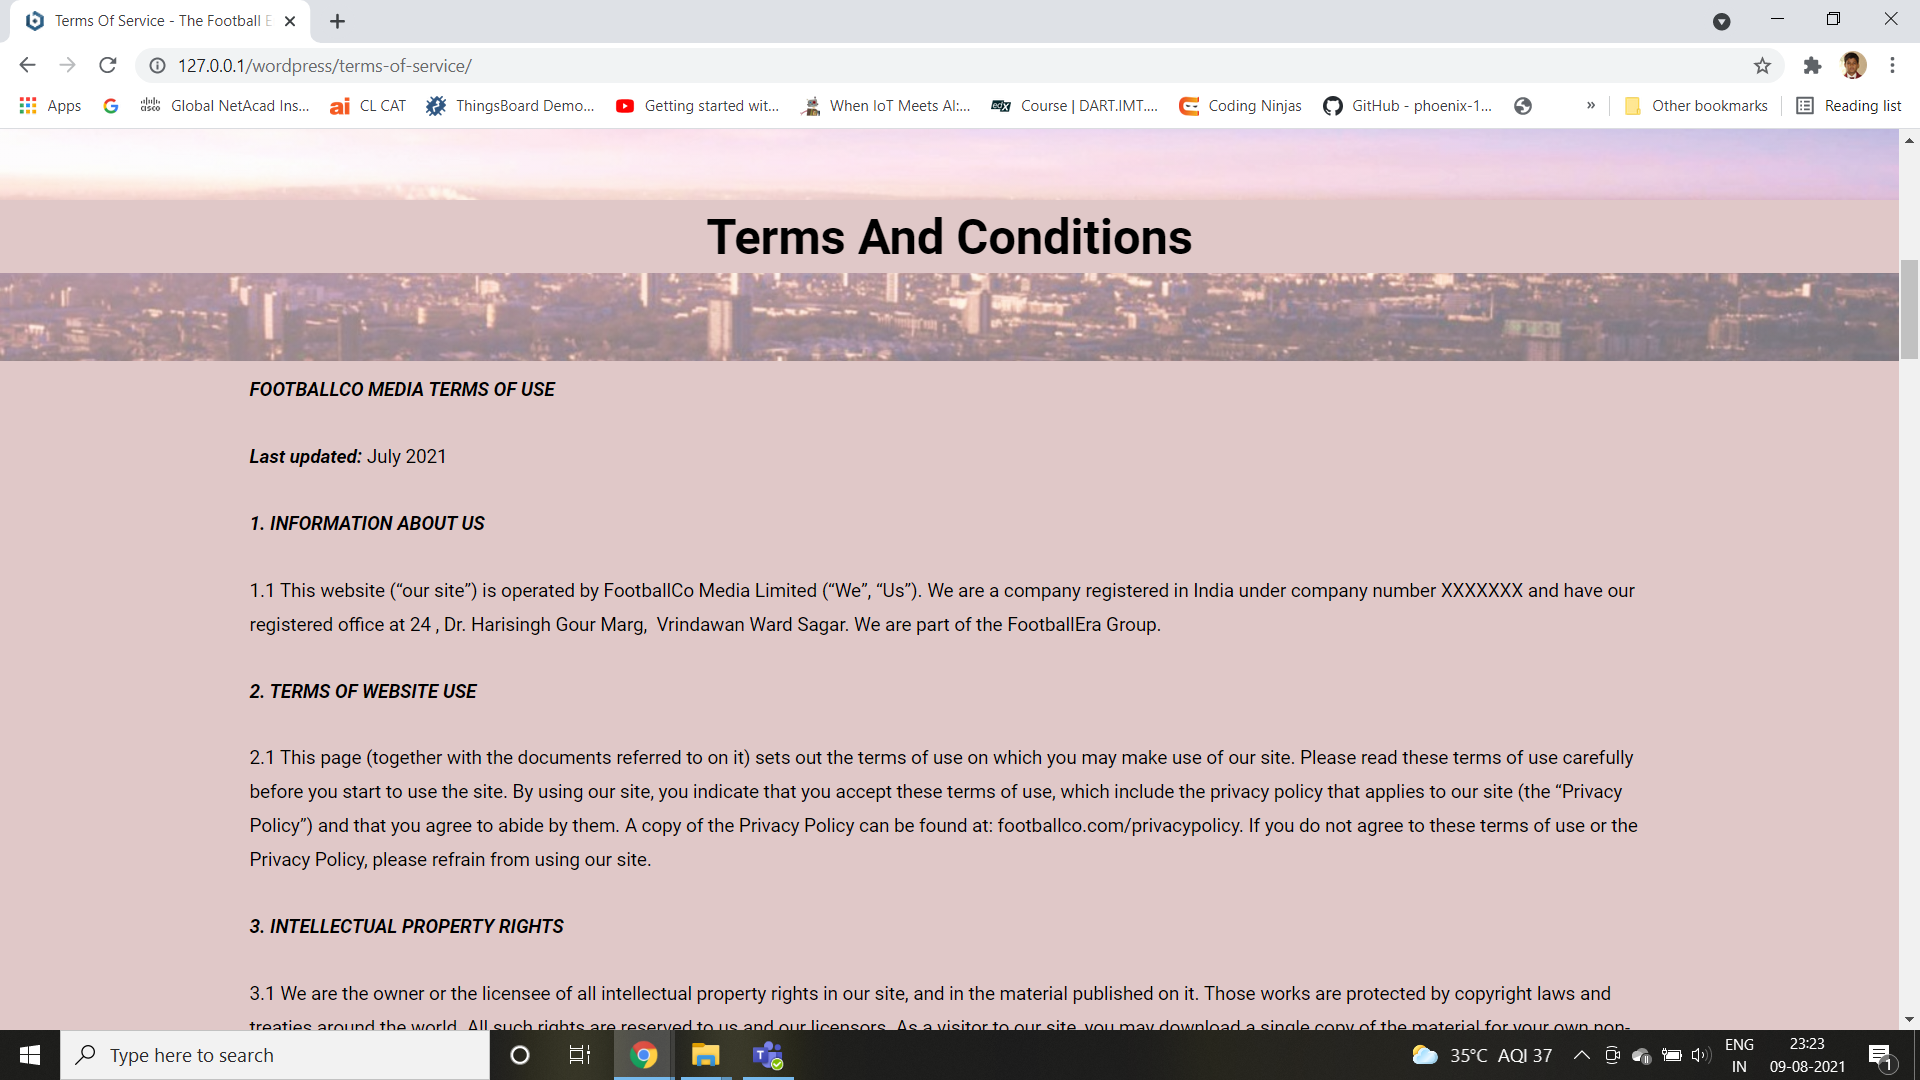 Terms Of Service - The Football E
127.0.0.1/wordpress/terms-of-service/
Apps
cisco Global NetAcad Ins...
ai CL CAT
ThingsBoard Demo...
Getting started wit...
When IoT Meets AI:...
edX Course | DART.IMT....
Coding Ninjas
GitHub - phoenix-1...
»
Other bookmarks
Reading list
Terms And Conditions
FOOTBALLCO MEDIA TERMS OF USE
Last updated: July 2021
1. INFORMATION ABOUT US
1.1 This website (“our site”) is operated by FootballCo Media Limited (“We”, “Us”). We are a company registered in India under company number XXXXXXX and have our
registered office at 24 , Dr. Harisingh Gour Marg,  Vrindawan Ward Sagar. We are part of the FootballEra Group.
2. TERMS OF WEBSITE USE
2.1 This page (together with the documents referred to on it) sets out the terms of use on which you may make use of our site. Please read these terms of use carefully
before you start to use the site. By using our site, you indicate that you accept these terms of use, which include the privacy policy that applies to our site (the “Privacy
Policy”) and that you agree to abide by them. A copy of the Privacy Policy can be found at: footballco.com/privacypolicy. If you do not agree to these terms of use or the
Privacy Policy, please refrain from using our site.
3. INTELLECTUAL PROPERTY RIGHTS
3.1 We are the owner or the licensee of all intellectual property rights in our site, and in the material published on it. Those works are protected by copyright laws and
treaties around the world. All such rights are reserved to us and our licensors. As a visitor to our site, you may download a single copy of the material for your own non-
Type here to search
35°C AQI 37
ENG
IN
23:23
09-08-2021
1